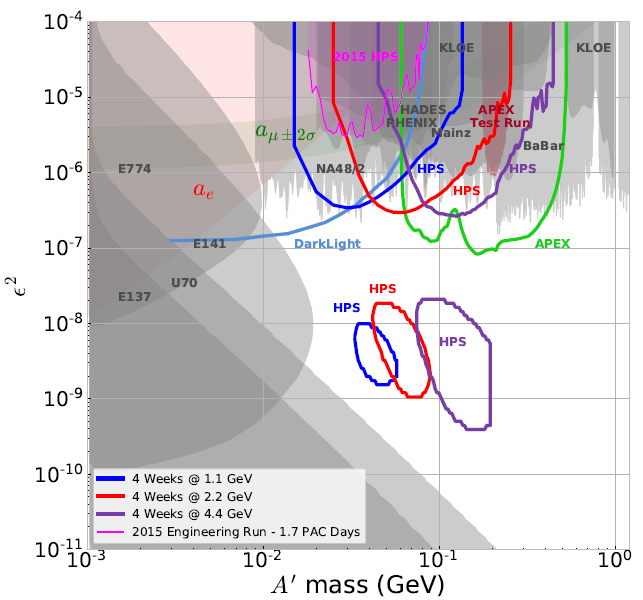 10⁻⁴
KLOE
KLOE
2015 HPS
10⁻⁵
HADES
APEX
PHENIX
Test Run
a_μ±2σ
Mainz
BaBar
10⁻⁶
E774
NA48/2
HPS
HPS
a_e
HPS
10⁻⁷
E141
DarkLight
APEX
ε²
U70
HPS
E137
HPS
10⁻⁸
HPS
10⁻⁹
10⁻¹⁰
4 Weeks @ 1.1 GeV
4 Weeks @ 2.2 GeV
4 Weeks @ 4.4 GeV
2015 Engineering Run - 1.7 PAC Days
10⁻¹¹
10⁻³
10⁻²
10⁻¹
10⁰
A′ mass (GeV)